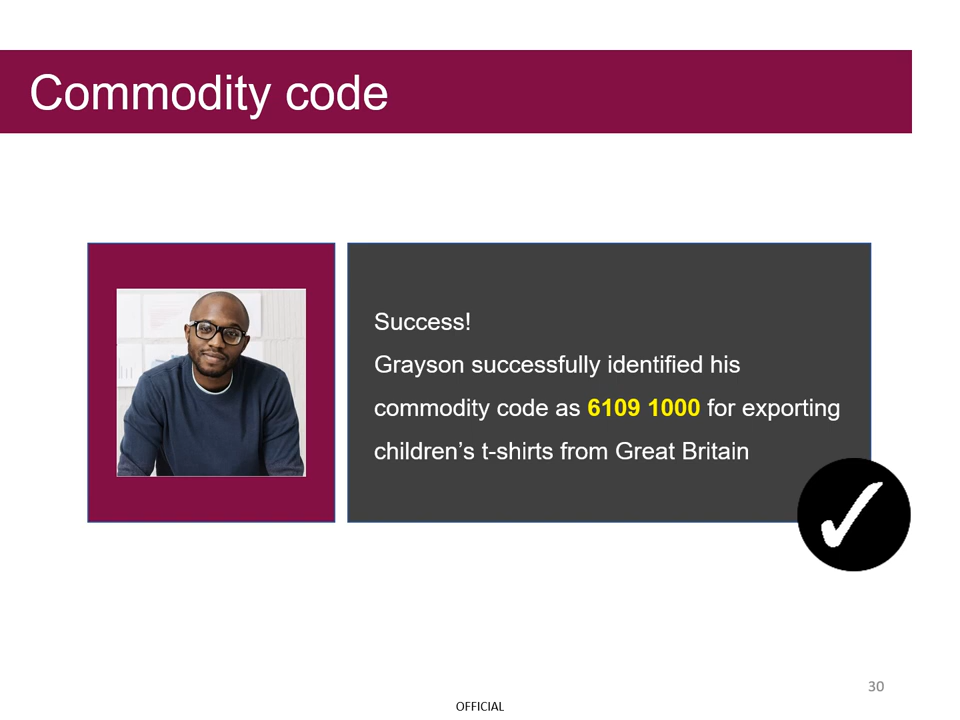 Commodity code
Success!
Grayson successfully identified his
commodity code as 6109 1000 for exporting
children’s t-shirts from Great Britain
30
OFFICIAL